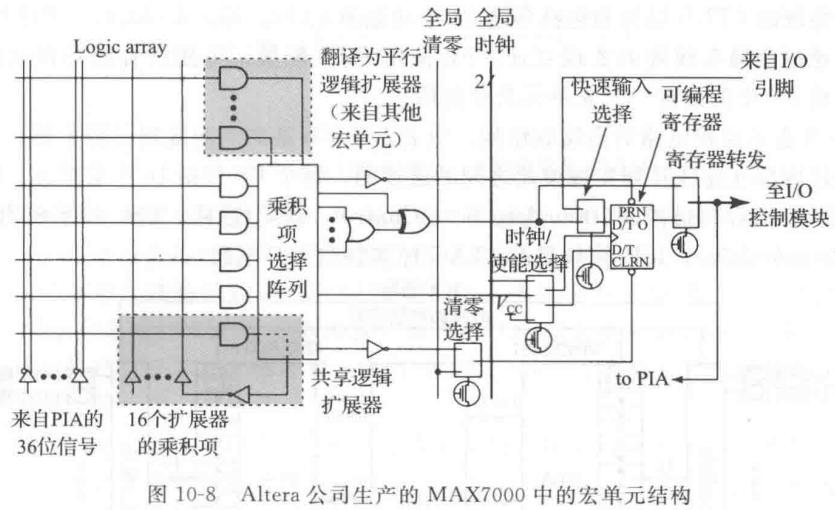 Logic array
全局
清零
全局
时钟
2
翻译为平行
逻辑扩展器
（来自其他
宏单元）
快速输入
选择
来自I/O
引脚
可编程
寄存器
寄存器转发
乘积
项
选择
阵列
PRN
D/T O
D/T
CLRN
至I/O
控制模块
时钟/
使能选择
VCC
清零
选择
共享逻辑
扩展器
to PIA
来自PIA的
36位信号
16个扩展器
的乘积项
图 10-8 Altera 公司生产的 MAX7000 中的宏单元结构